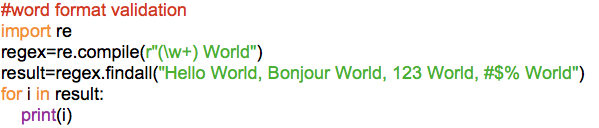 #word format validation
import re
regex=re.compile(r"(\w+) World")
result=regex.findall("Hello World, Bonjour World, 123 World, #$% World")
for i in result:
    print(i)